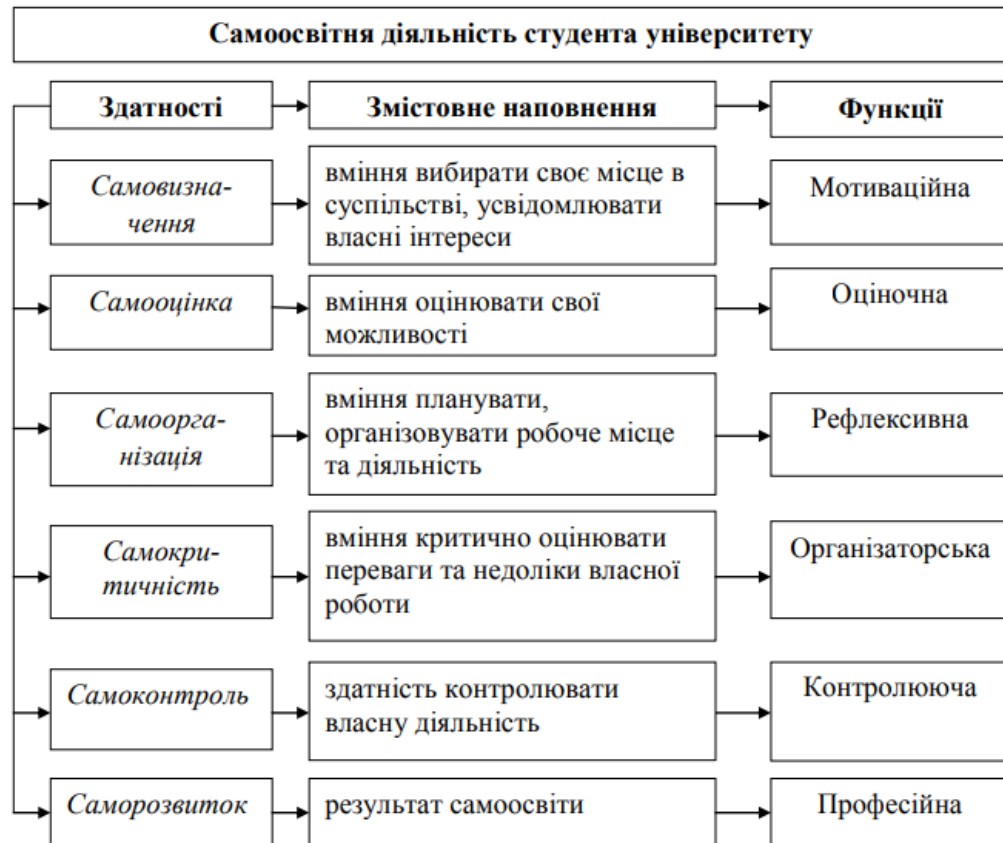 Самоосвітня діяльність студента університету
Здатності
Змістовне наповнення
Функції
Самовизна-
чення
вміння вибирати своє місце в
суспільстві, усвідомлювати
власні інтереси
Мотиваційна
Самооцінка
вміння оцінювати свої
можливості
Оціночна
Самоорга-
нізація
вміння планувати,
організовувати робоче місце
та діяльність
Рефлексивна
Самокри-
тичність
вміння критично оцінювати
переваги та недоліки власної
роботи
Організаторська
Самоконтроль
здатність контролювати
власну діяльність
Контролююча
Саморозвиток
результат самоосвіти
Професійна